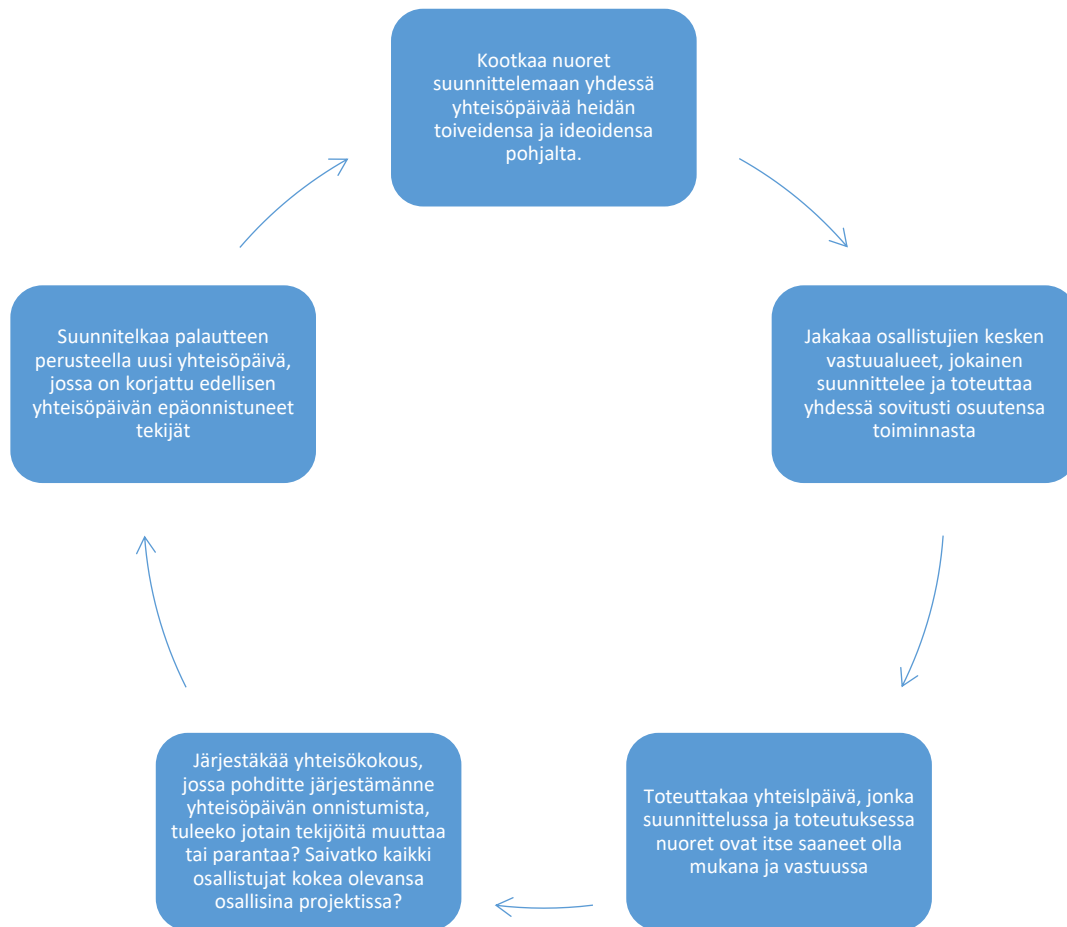 Kootkaa nuoret
suunnittelemaan yhdessä
yhteisöpäivää heidän
toiveidensa ja ideoidensa
pohjalta.
Jakakaa osallistujien kesken
vastuualueet, jokainen
suunnittelee ja toteuttaa
yhdessä sovitusti osuutensa
toiminnasta
Toteuttakaa yhteislpäivä, jonka
suunnittelussa ja toteutuksessa
nuoret ovat itse saaneet olla
mukana ja vastuussa
Järjestäkää yhteisökokous,
jossa pohditte järjestämänne
yhteisöpäivän onnistumista,
tuleeko jotain tekijöitä muuttaa
tai parantaa? Saivatko kaikki
osallistujat kokea olevansa
osallisina projektissa?
Suunnitelkaa palautteen
perusteella uusi yhteisöpäivä,
jossa on korjattu edellisen
yhteisöpäivän epäonnistuneet
tekijät